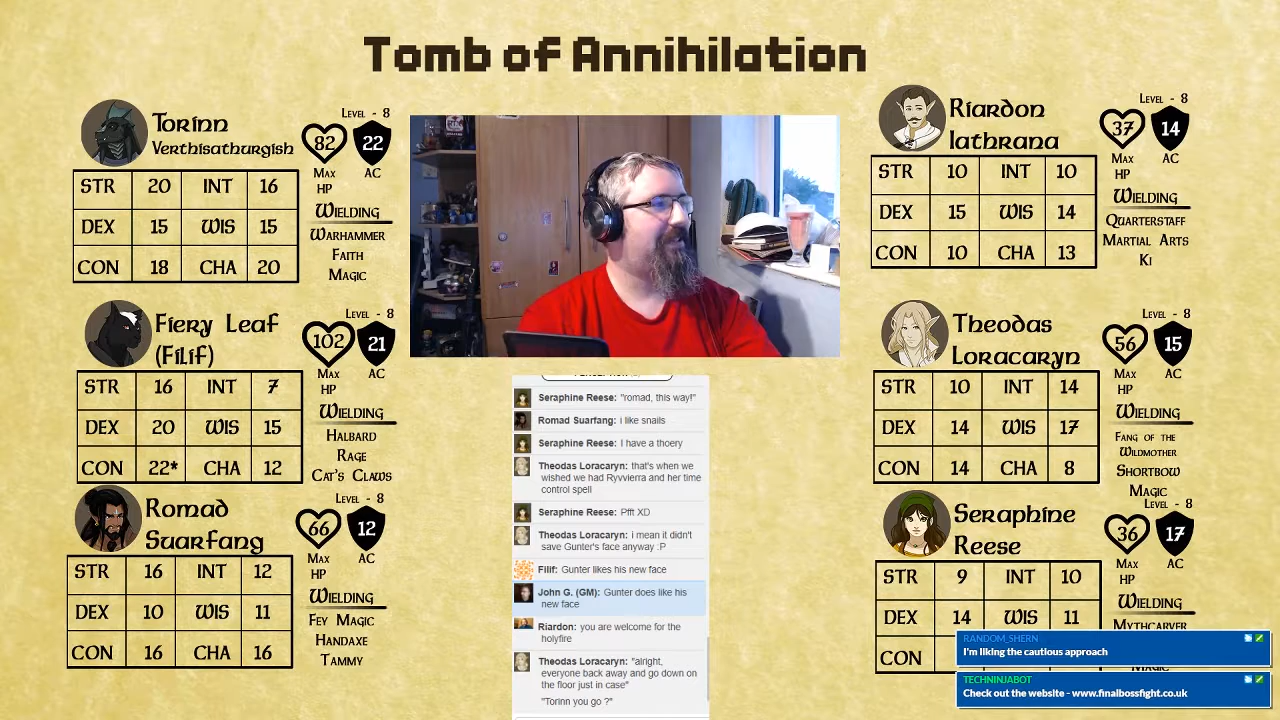 Tomb of Annihilation
Torinn
Verthisathurgish
Level - 8
82
22
Max HP
AC
STR 20 INT 16
DEX 15 WIS 15
CON 18 CHA 20
Wielding
Warhammer
Faith
Magic
Fiery Leaf
(Filif)
Level - 8
102
21
Max HP
AC
STR 16 INT 7
DEX 20 WIS 15
CON 22* CHA 12
Wielding
Halbard
Rage
Cat's Claws
Romad
Suarfang
Level - 8
66
12
Max HP
AC
STR 16 INT 12
DEX 10 WIS 11
CON 16 CHA 16
Wielding
Fey Magic
Handaxe
Tammy
Seraphine Reese: "romad, this way!"
Romad Suarfang: i like snails
Seraphine Reese: I have a thoery
Theodas Loracaryn: that's when we
wished we had Ryvvierra and her time
control spell
Seraphine Reese: Pfft XD
Theodas Loracaryn: i mean it didn't
save Gunter's face anyway :P
Filif: Gunter likes his new face
John G. (GM): Gunter does like his
new face
Riardon: you are welcome for the
holyfire
Theodas Loracaryn: "alright,
everyone back away and go down on
the floor just in case"
"Torinn you go ?"
Riardon
Iathrana
Level - 8
37
14
Max HP
AC
STR 10 INT 10
DEX 15 WIS 14
CON 10 CHA 13
Wielding
Quarterstaff
Martial Arts
Ki
Theodas
Loracaryn
Level - 8
56
15
Max HP
AC
STR 10 INT 14
DEX 14 WIS 17
CON 14 CHA 8
Wielding
Fang of the
Wildmother
Shortbow
Magic
Seraphine
Reese
Level - 8
36
17
Max HP
AC
STR 9 INT 10
DEX 14 WIS 11
CON
Wielding
Mythcarver
RANDOM_SHERN
I'm liking the cautious approach
TECHNINJABOT
Check out the website - www.finalbossfight.co.uk